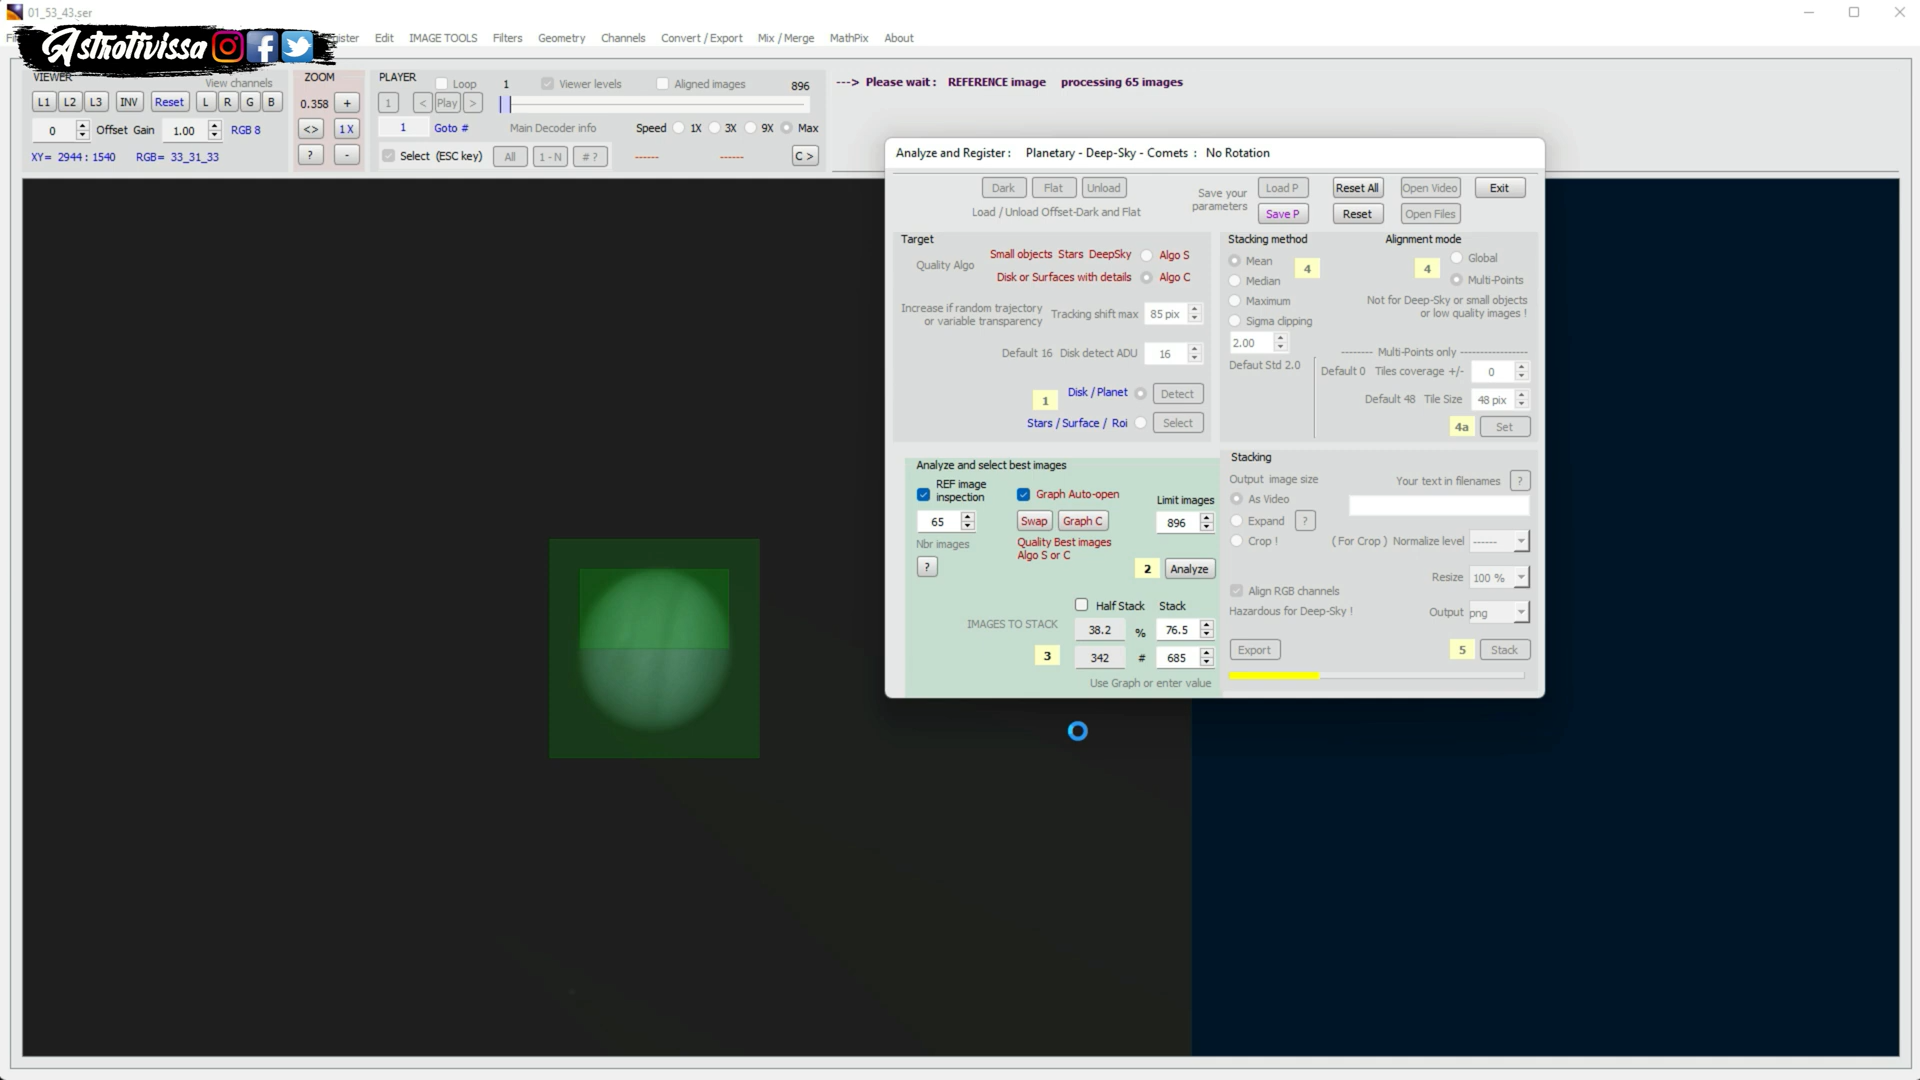 01_53_43.ser
Astrotivissa
ister Edit IMAGE TOOLS Filters Geometry Channels Convert / Export Mix / Merge MathPix About
VIEWER View channels
L1 L2 L3 INV Reset L R G B
0 Offset Gain 1.00 RGB 8
XY= 2944 : 1540 RGB= 33_31_33
ZOOM
0.358 +
<> 1 X
? -
PLAYER Loop 1 Viewer levels Aligned images 896
1 < Play >
1 Goto # Main Decoder info Speed 1X 3X 9X Max
Select (ESC key) All 1 - N # ? ------ ------ C >
---> Please wait : REFERENCE image processing 65 images
Analyze and Register : Planetary - Deep-Sky - Comets : No Rotation
Dark Flat Unload
Load / Unload Offset-Dark and Flat
Save your
parameters
Load P Reset All Open Video Exit
Save P Reset Open Files
Target
Quality Algo
Small objects Stars DeepSky Algo S
Disk or Surfaces with details Algo C
Increase if random trajectory
or variable transparency
Tracking shift max 85 pix
Default 16 Disk detect ADU 16
1 Disk / Planet Detect
Stars / Surface / Roi Select
Stacking method
Mean 4
Median
Maximum
Sigma clipping
2.00
Defaut Std 2.0
Alignment mode
4 Global
Multi-Points
Not for Deep-Sky or small objects
or low quality images !
-------- Multi-Points only ----------------
Default 0 Tiles coverage +/- 0
Default 48 Tile Size 48 pix
4a Set
Analyze and select best images
REF image
inspection
65
Nbr images
?
Graph Auto-open
Swap Graph C
Quality Best images
Algo S or C
Limit images
896
2 Analyze
Half Stack Stack
IMAGES TO STACK 38.2 % 76.5
3 342 # 685
Use Graph or enter value
Stacking
Output image size
As Video
Expand ?
Crop !
Your text in filenames ?
( For Crop ) Normalize level ------
Resize 100 %
Align RGB channels
Hazardous for Deep-Sky !
Output png
Export 5 Stack